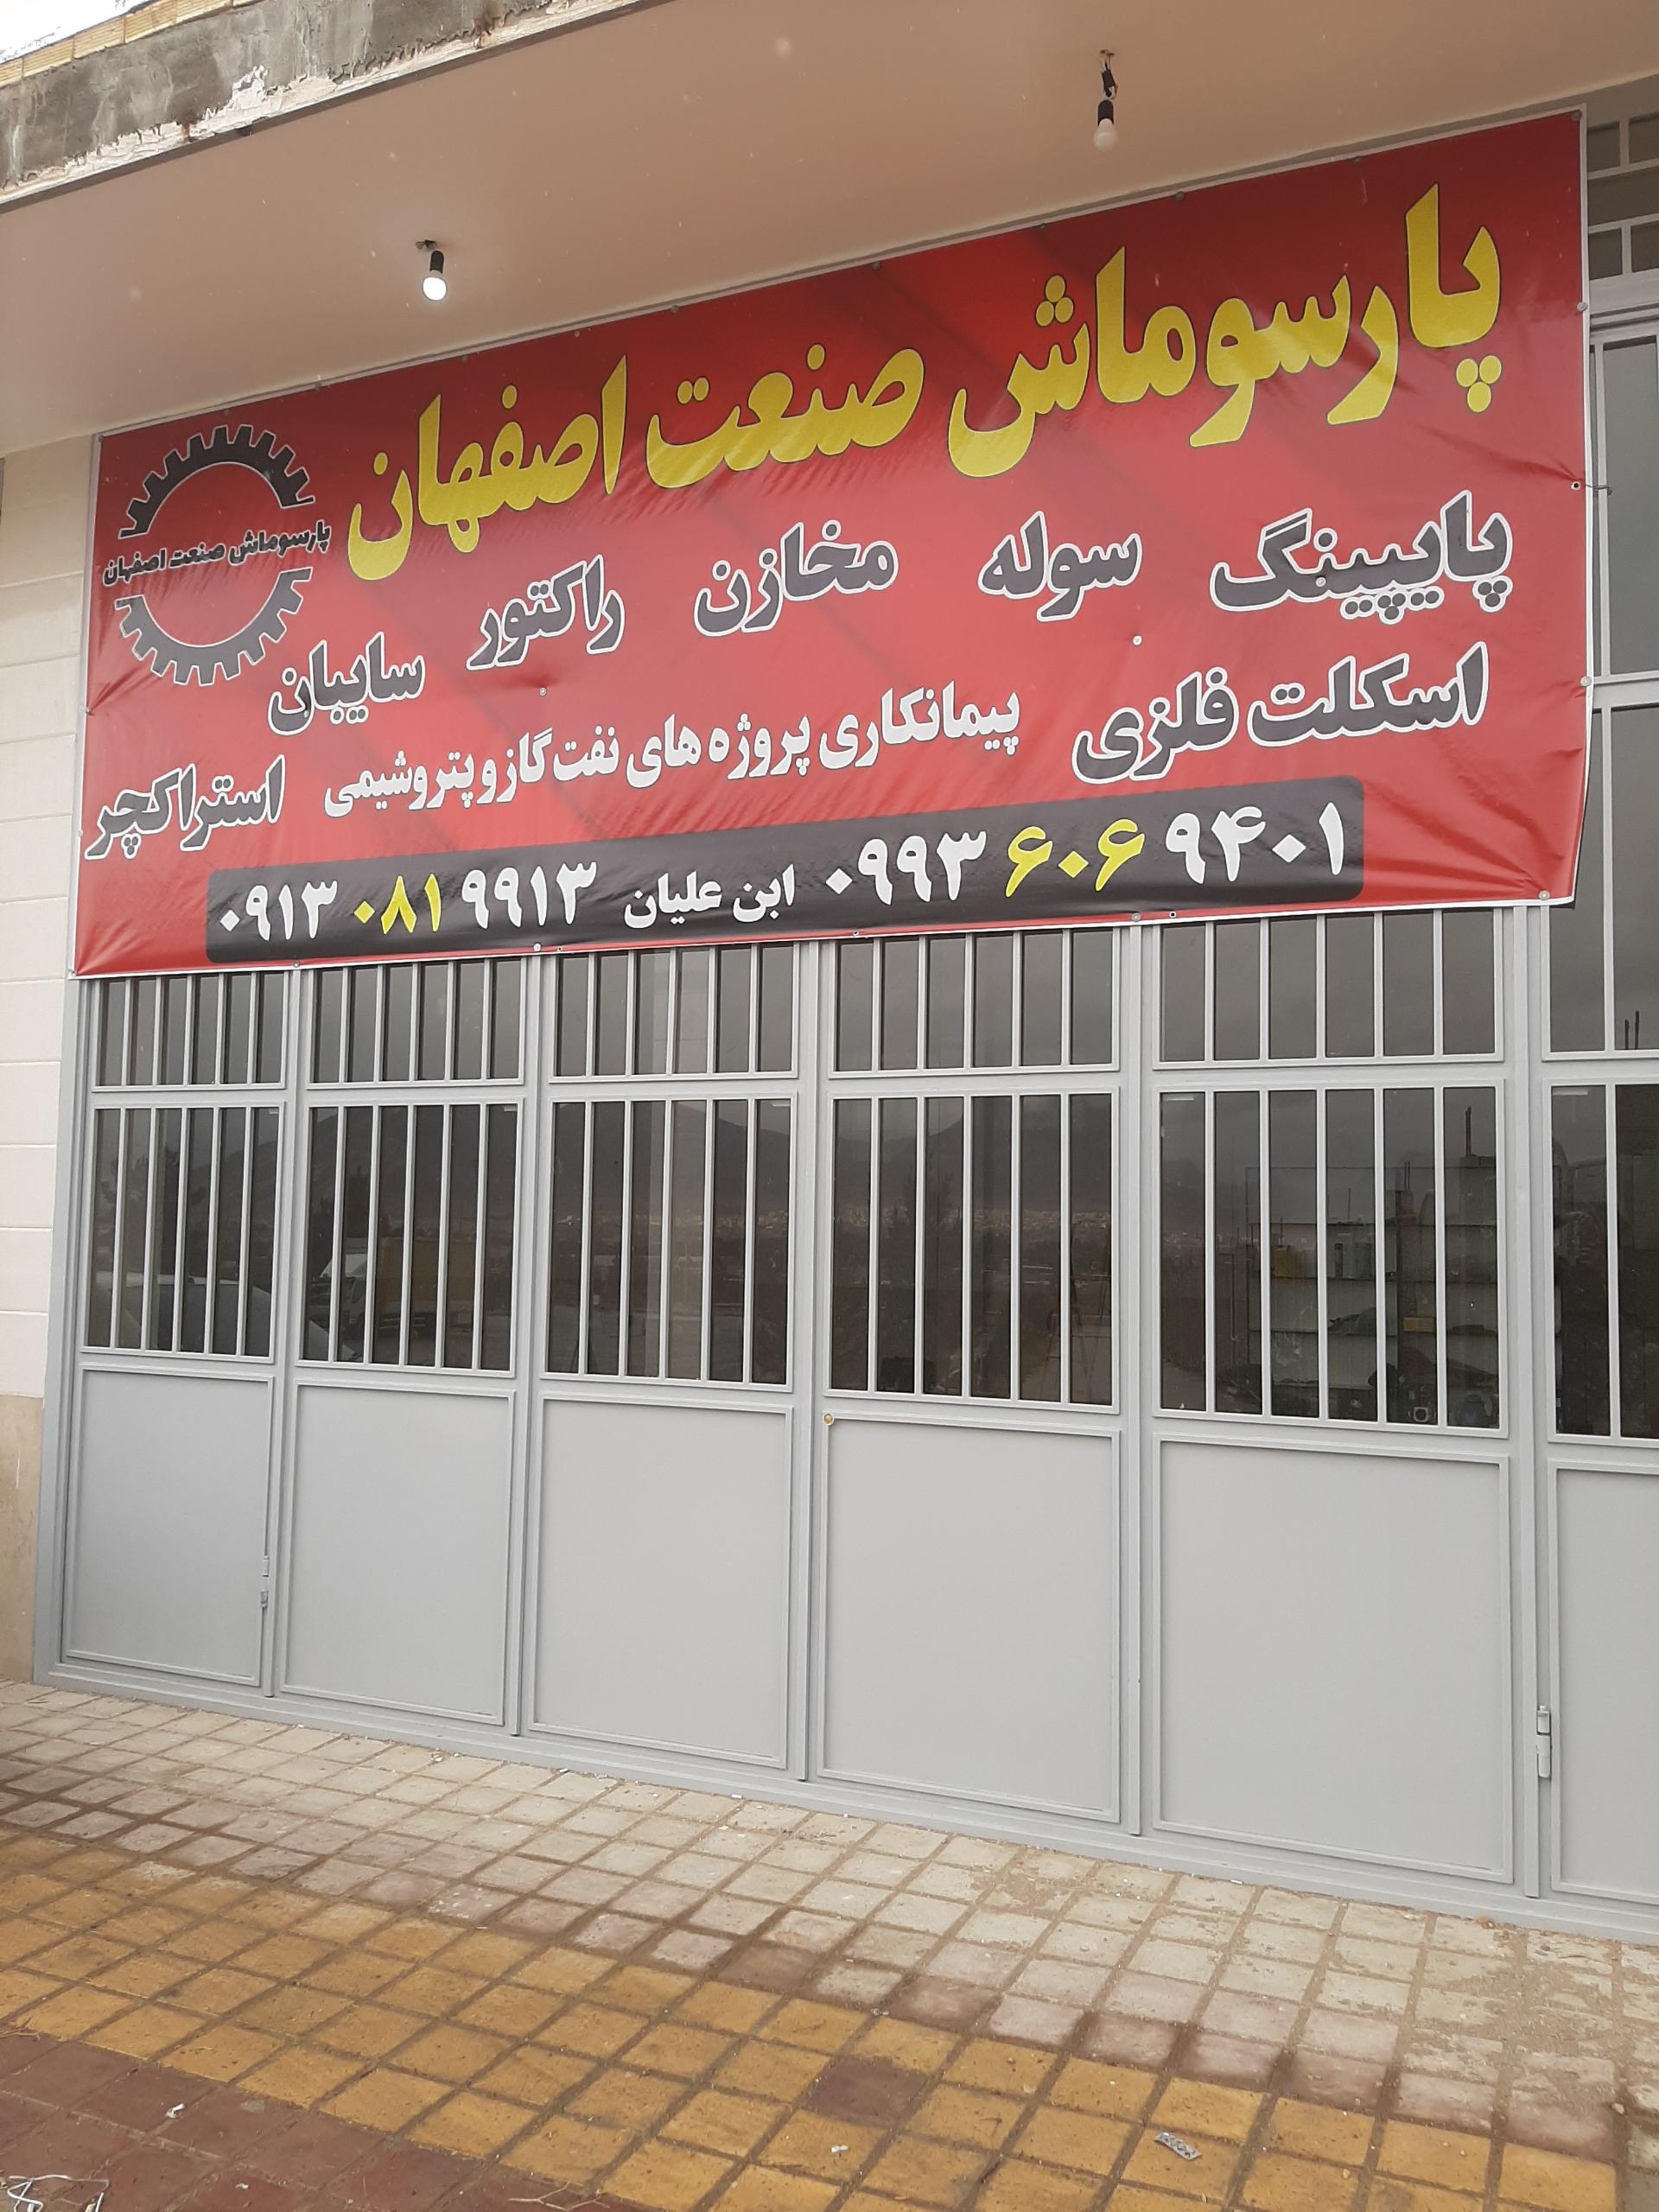 پارسوماش صنعت اصفهان
پارسوماش صنعت اصفهان
پایپینگ سوله مخازن راکتور سایبان
اسکلت فلزی پیمانکاری پروژه های نفت گاز و پتروشیمی استراکچر
۰۹۱۳ ۰۸۱ ۹۹۱۳ ابن علیان ۰۹۹۳ ۶۰۶ ۹۴۰۱